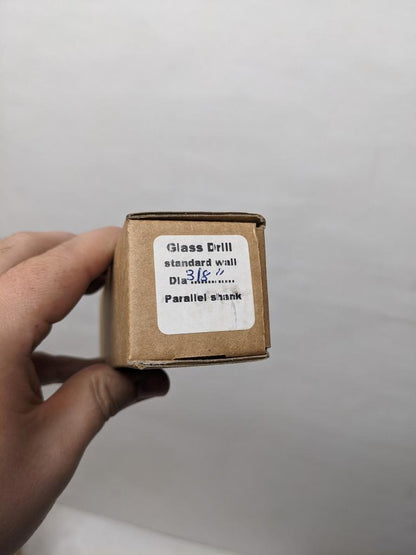 Glass Drill
standard wall
Dia 3/8"
Parallel shank